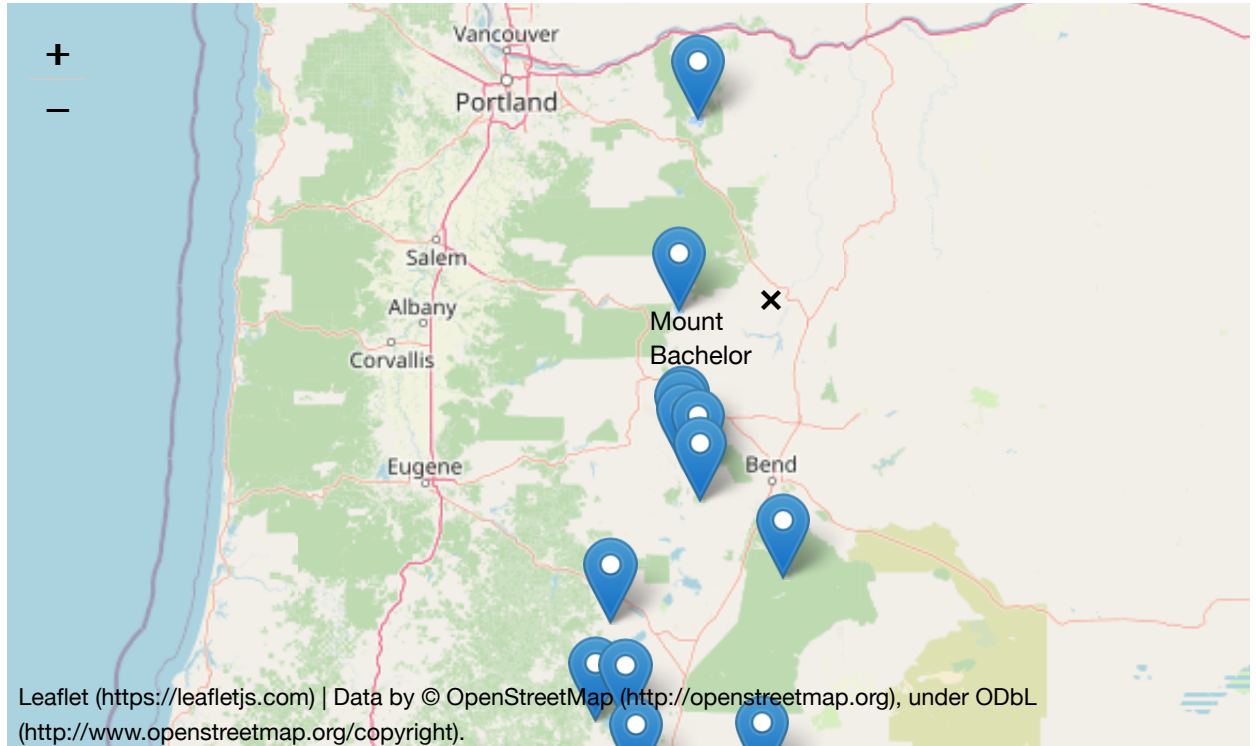 +
−
Vancouver
Portland
Salem
Albany
Corvallis
×
Mount
Bachelor
Eugene
Bend
Leaflet (https://leafletjs.com) | Data by © OpenStreetMap (http://openstreetmap.org), under ODbL
(http://www.openstreetmap.org/copyright).